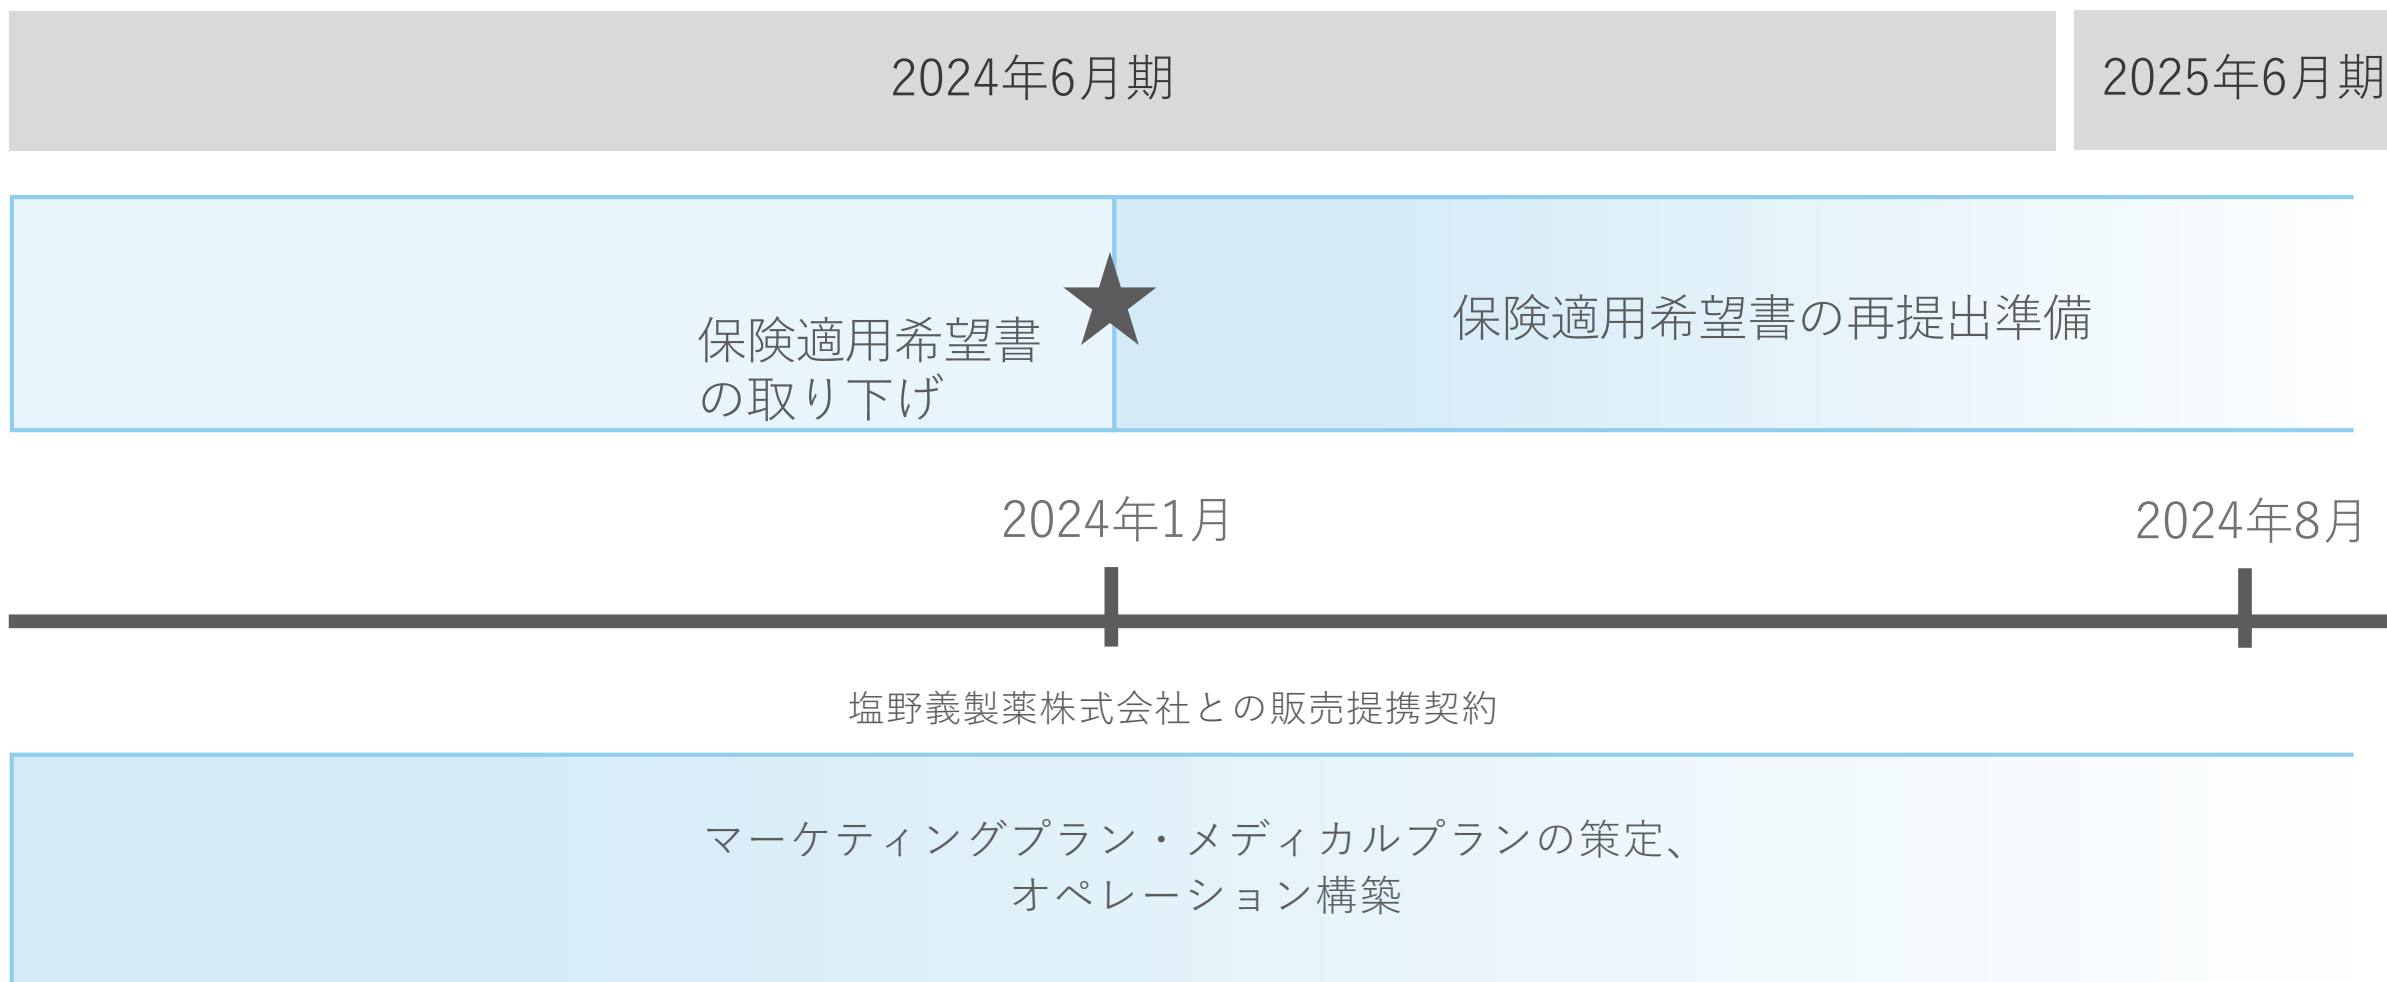 2024年6月期
2025年6月期
保険適用希望書
の取り下げ
保険適用希望書の再提出準備
2024年1月
2024年8月
塩野義製薬株式会社との販売提携契約
マーケティングプラン・メディカルプランの策定、
オペレーション構築